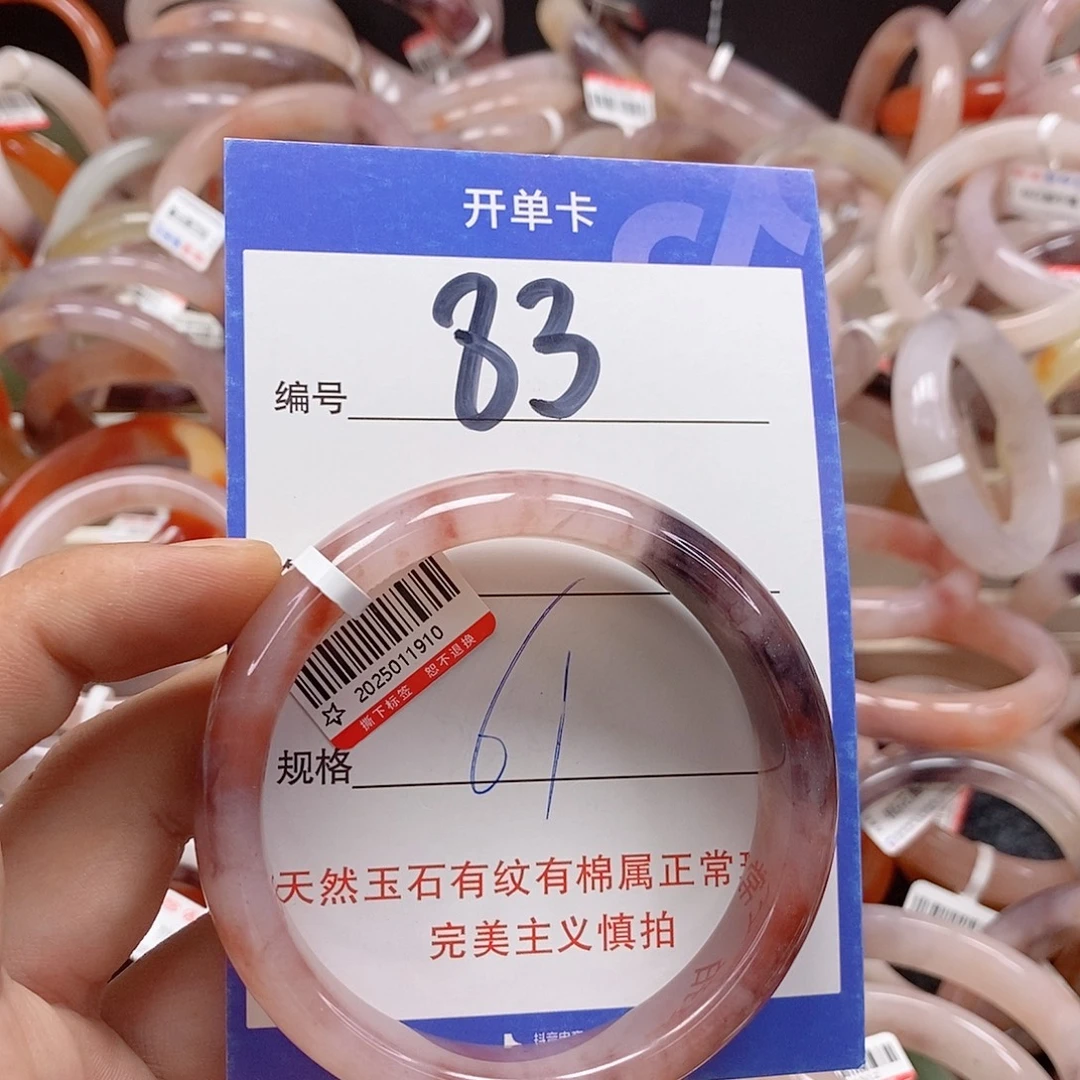 开单卡
编号 83
2025011910
撕下标签 恕不退换
规格 61
天然玉石有纹有棉属正常
完美主义慎拍